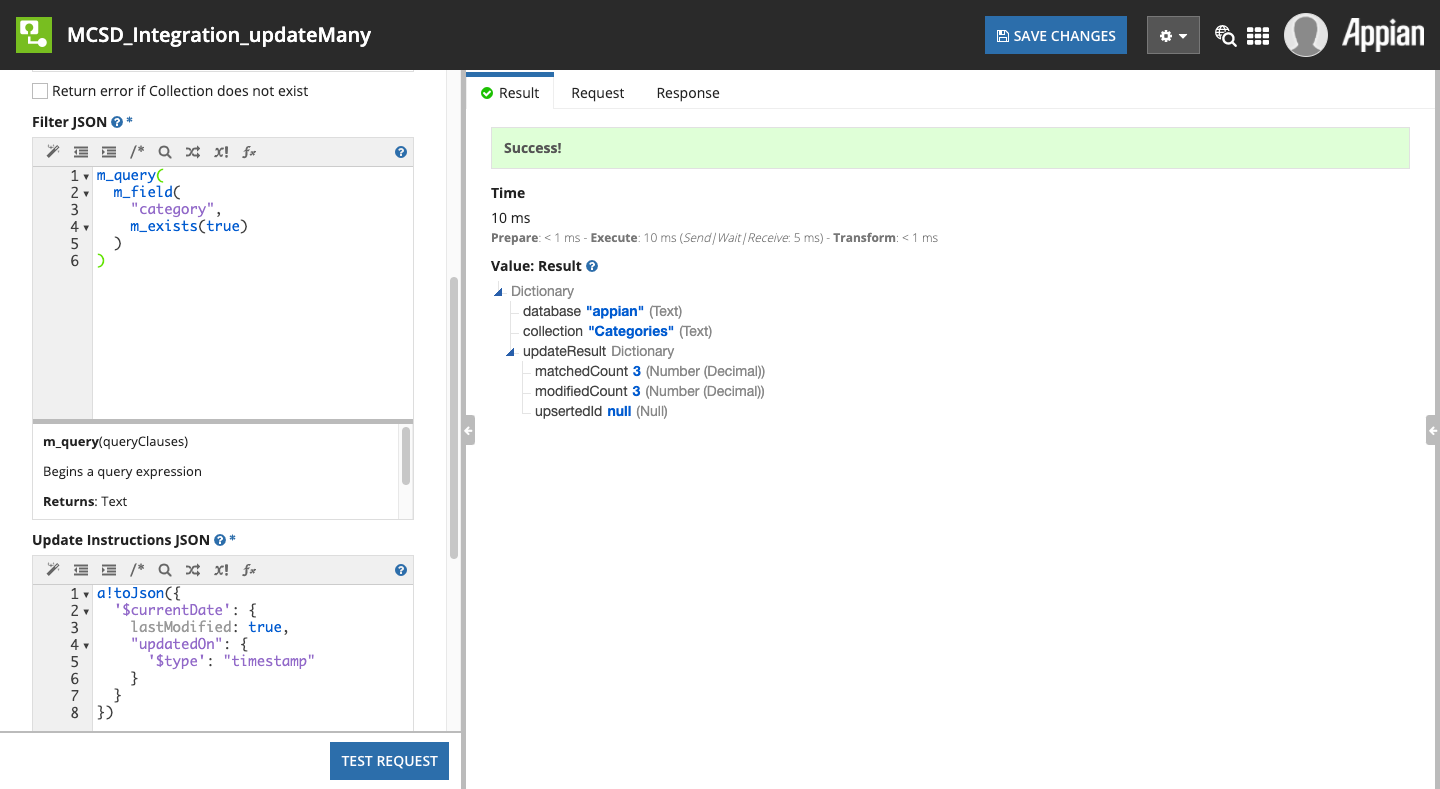 MCSD_Integration_updateMany
SAVE CHANGES
Appian
Return error if Collection does not exist
Filter JSON ? *
/* x! fx ?
1 m_query(
2 m_field(
3 "category",
4 m_exists(true)
5 )
6 )
m_query(queryClauses)
Begins a query expression
Returns: Text
Update Instructions JSON ? *
/* x! fx ?
1 a!toJson({
2 '$currentDate': {
3 lastModified: true,
4 "updatedOn": {
5 '$type': "timestamp"
6 }
7 }
8 })
TEST REQUEST
Result Request Response
Success!
Time
10 ms
Prepare: < 1 ms - Execute: 10 ms (Send|Wait|Receive: 5 ms) - Transform: < 1 ms
Value: Result ?
Dictionary
database "appian" (Text)
collection "Categories" (Text)
updateResult Dictionary
matchedCount 3 (Number (Decimal))
modifiedCount 3 (Number (Decimal))
upsertedId null (Null)